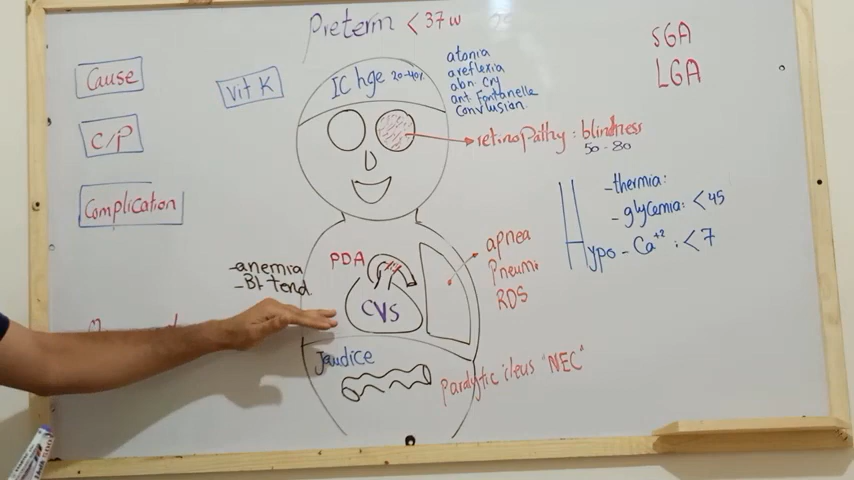 Preterm < 37 w
SGA
LGA
Cause
C/P
Complication
Vit K
IC hge 20-40%
atonia
areflexia
abn. cry
ant. Fontanelle
Convulsion
retinopathy : blindness
50 - 80
Hypo
-thermia:
-glycemia: <45
- Ca+2 : <7
-anemia
-Bl. tend
PDA
CVS
apnea
Pneumi
RDS
Jaudice
Paralytic ileus "NEC"